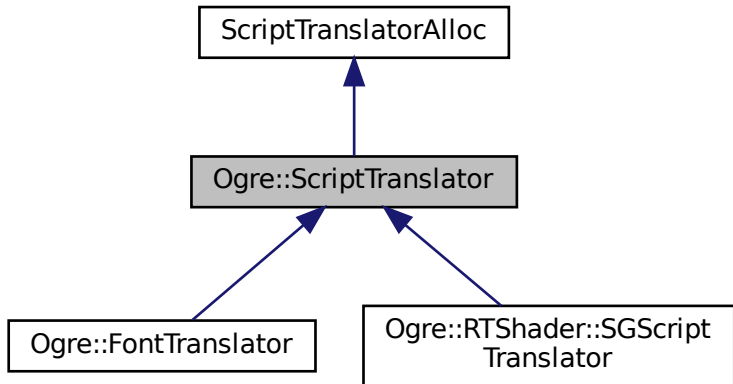 ScriptTranslatorAlloc
Ogre::ScriptTranslator
Ogre::FontTranslator
Ogre::RTShader::SGScript
Translator